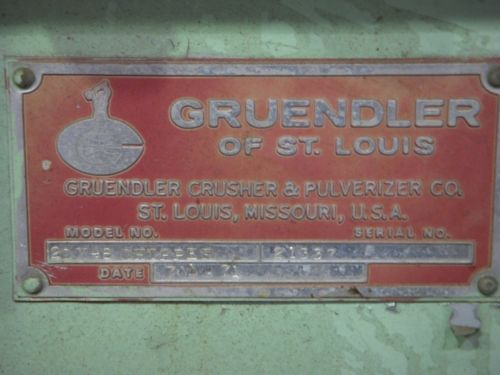 GRUENDLER
OF ST. LOUIS
GRUENDLER CRUSHER & PULVERIZER CO.
ST. LOUIS, MISSOURI, U.S.A.
MODEL NO. SERIAL NO.
DATE